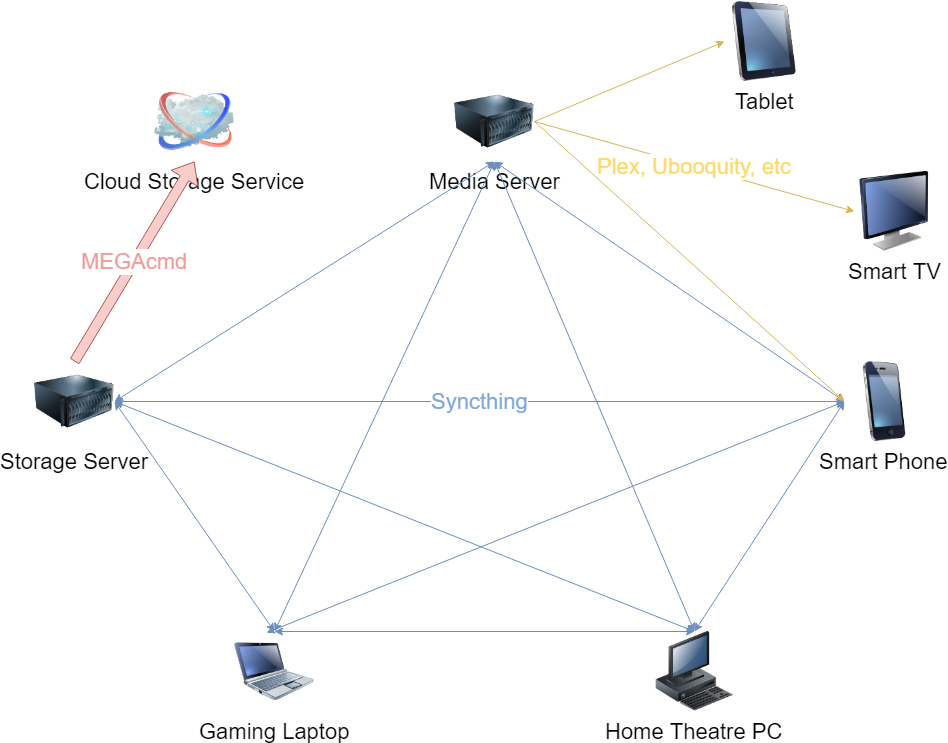 Tablet
Cloud Storage Service
Media Server
Plex, Ubooquity, etc
MEGAcmd
Smart TV
Syncthing
Storage Server
Smart Phone
Gaming Laptop
Home Theatre PC